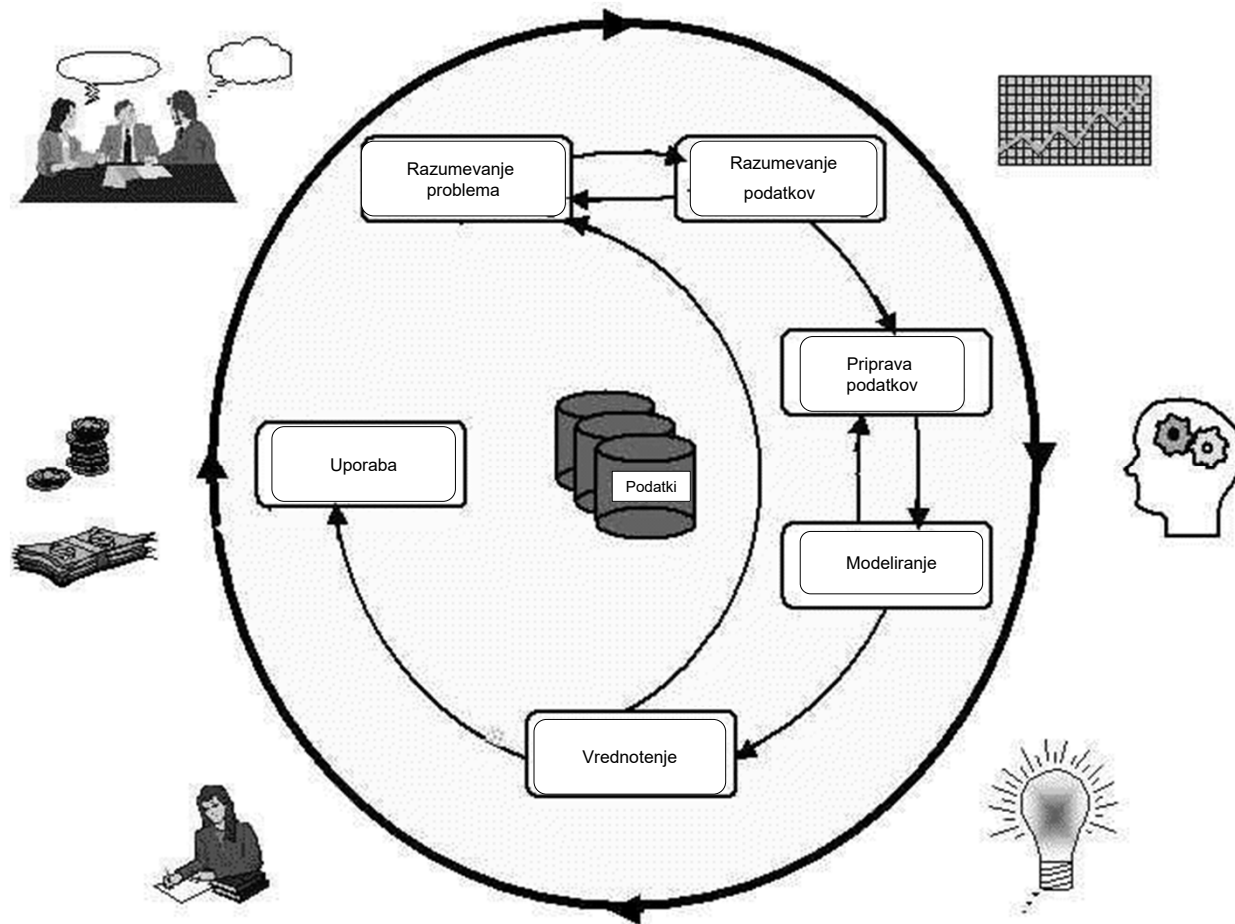 Razumevanje
problema
Razumevanje
podatkov
Priprava
podatkov
Uporaba
Podatki
Modeliranje
Vrednotenje